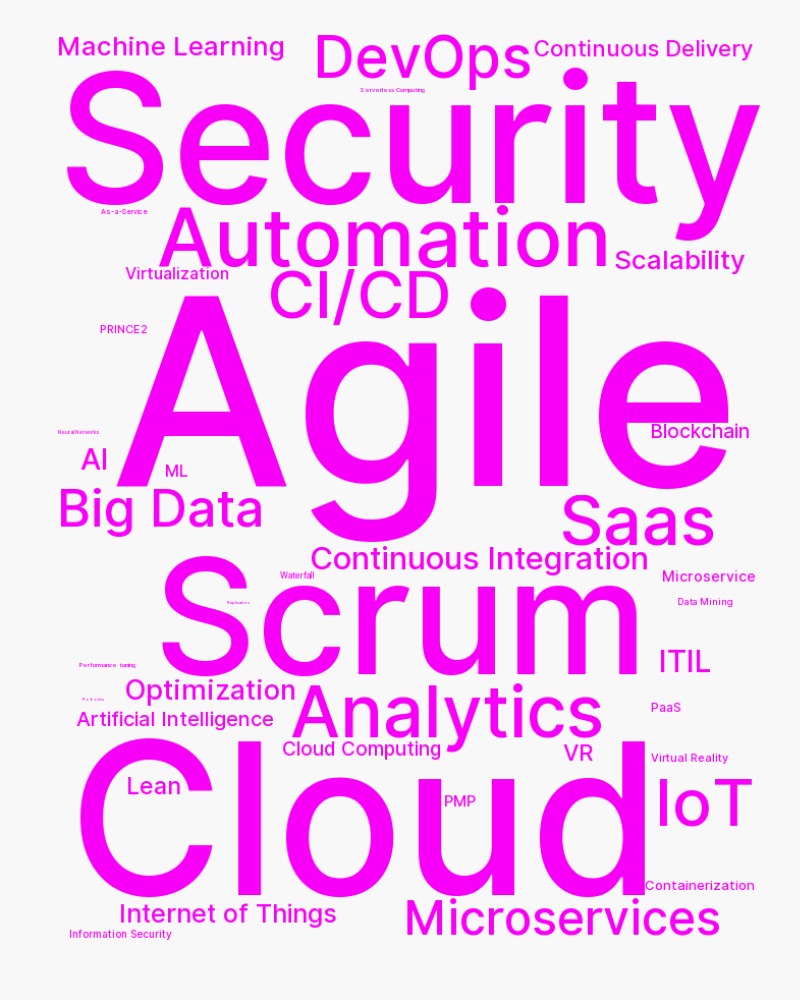 Machine Learning
DevOps
Continuous Delivery
Serverless Computing
Security
As-a-Service
Automation
Scalability
Virtualization
CI/CD
PRINCE2
Agile
Blockchain
Neural Networks
AI
ML
Big Data
Saas
Continuous Integration
Waterfall
Microservice
Scrum
Data Mining
ITIL
Performance tuning
Optimization
Analytics
PaaS
Artificial Intelligence
Cloud Computing
VR
Virtual Reality
Cloud
Lean
PMP
IoT
Containerization
Internet of Things
Microservices
Information Security